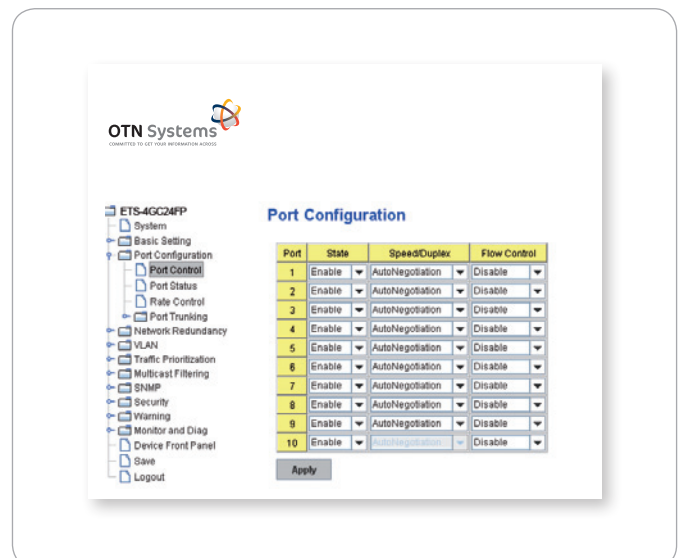 OTN Systems
COMMITTED TO GET YOUR INFORMATION ACROSS
ETS-4GC24FP
System
Basic Setting
Port Configuration
Port Control
Port Status
Rate Control
Port Trunking
Network Redundancy
VLAN
Traffic Prioritization
Multicast Filtering
SNMP
Security
Warning
Monitor and Diag
Device Front Panel
Save
Logout
Port Configuration
Port State Speed/Duplex Flow Control
1 Enable AutoNegotiation Disable
2 Enable AutoNegotiation Disable
3 Enable AutoNegotiation Disable
4 Enable AutoNegotiation Disable
5 Enable AutoNegotiation Disable
6 Enable AutoNegotiation Disable
7 Enable AutoNegotiation Disable
8 Enable AutoNegotiation Disable
9 Enable AutoNegotiation Disable
10 Enable AutoNegotiation Disable
Apply